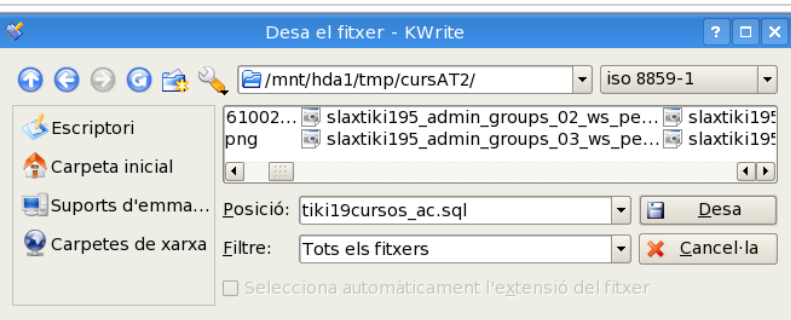 Desa el fitxer - KWrite
/mnt/hda1/tmp/cursAT2/ iso 8859-1
Escriptori
Carpeta inicial
Suports d'emma...
Carpetes de xarxa
61002... slaxtiki195_admin_groups_02_ws_pe... slaxtiki195
png slaxtiki195_admin_groups_03_ws_pe... slaxtiki195
Posició: tiki19cursos_ac.sql Desa
Filtre: Tots els fitxers Cancel·la
Selecciona automàticament l'extensió del fitxer